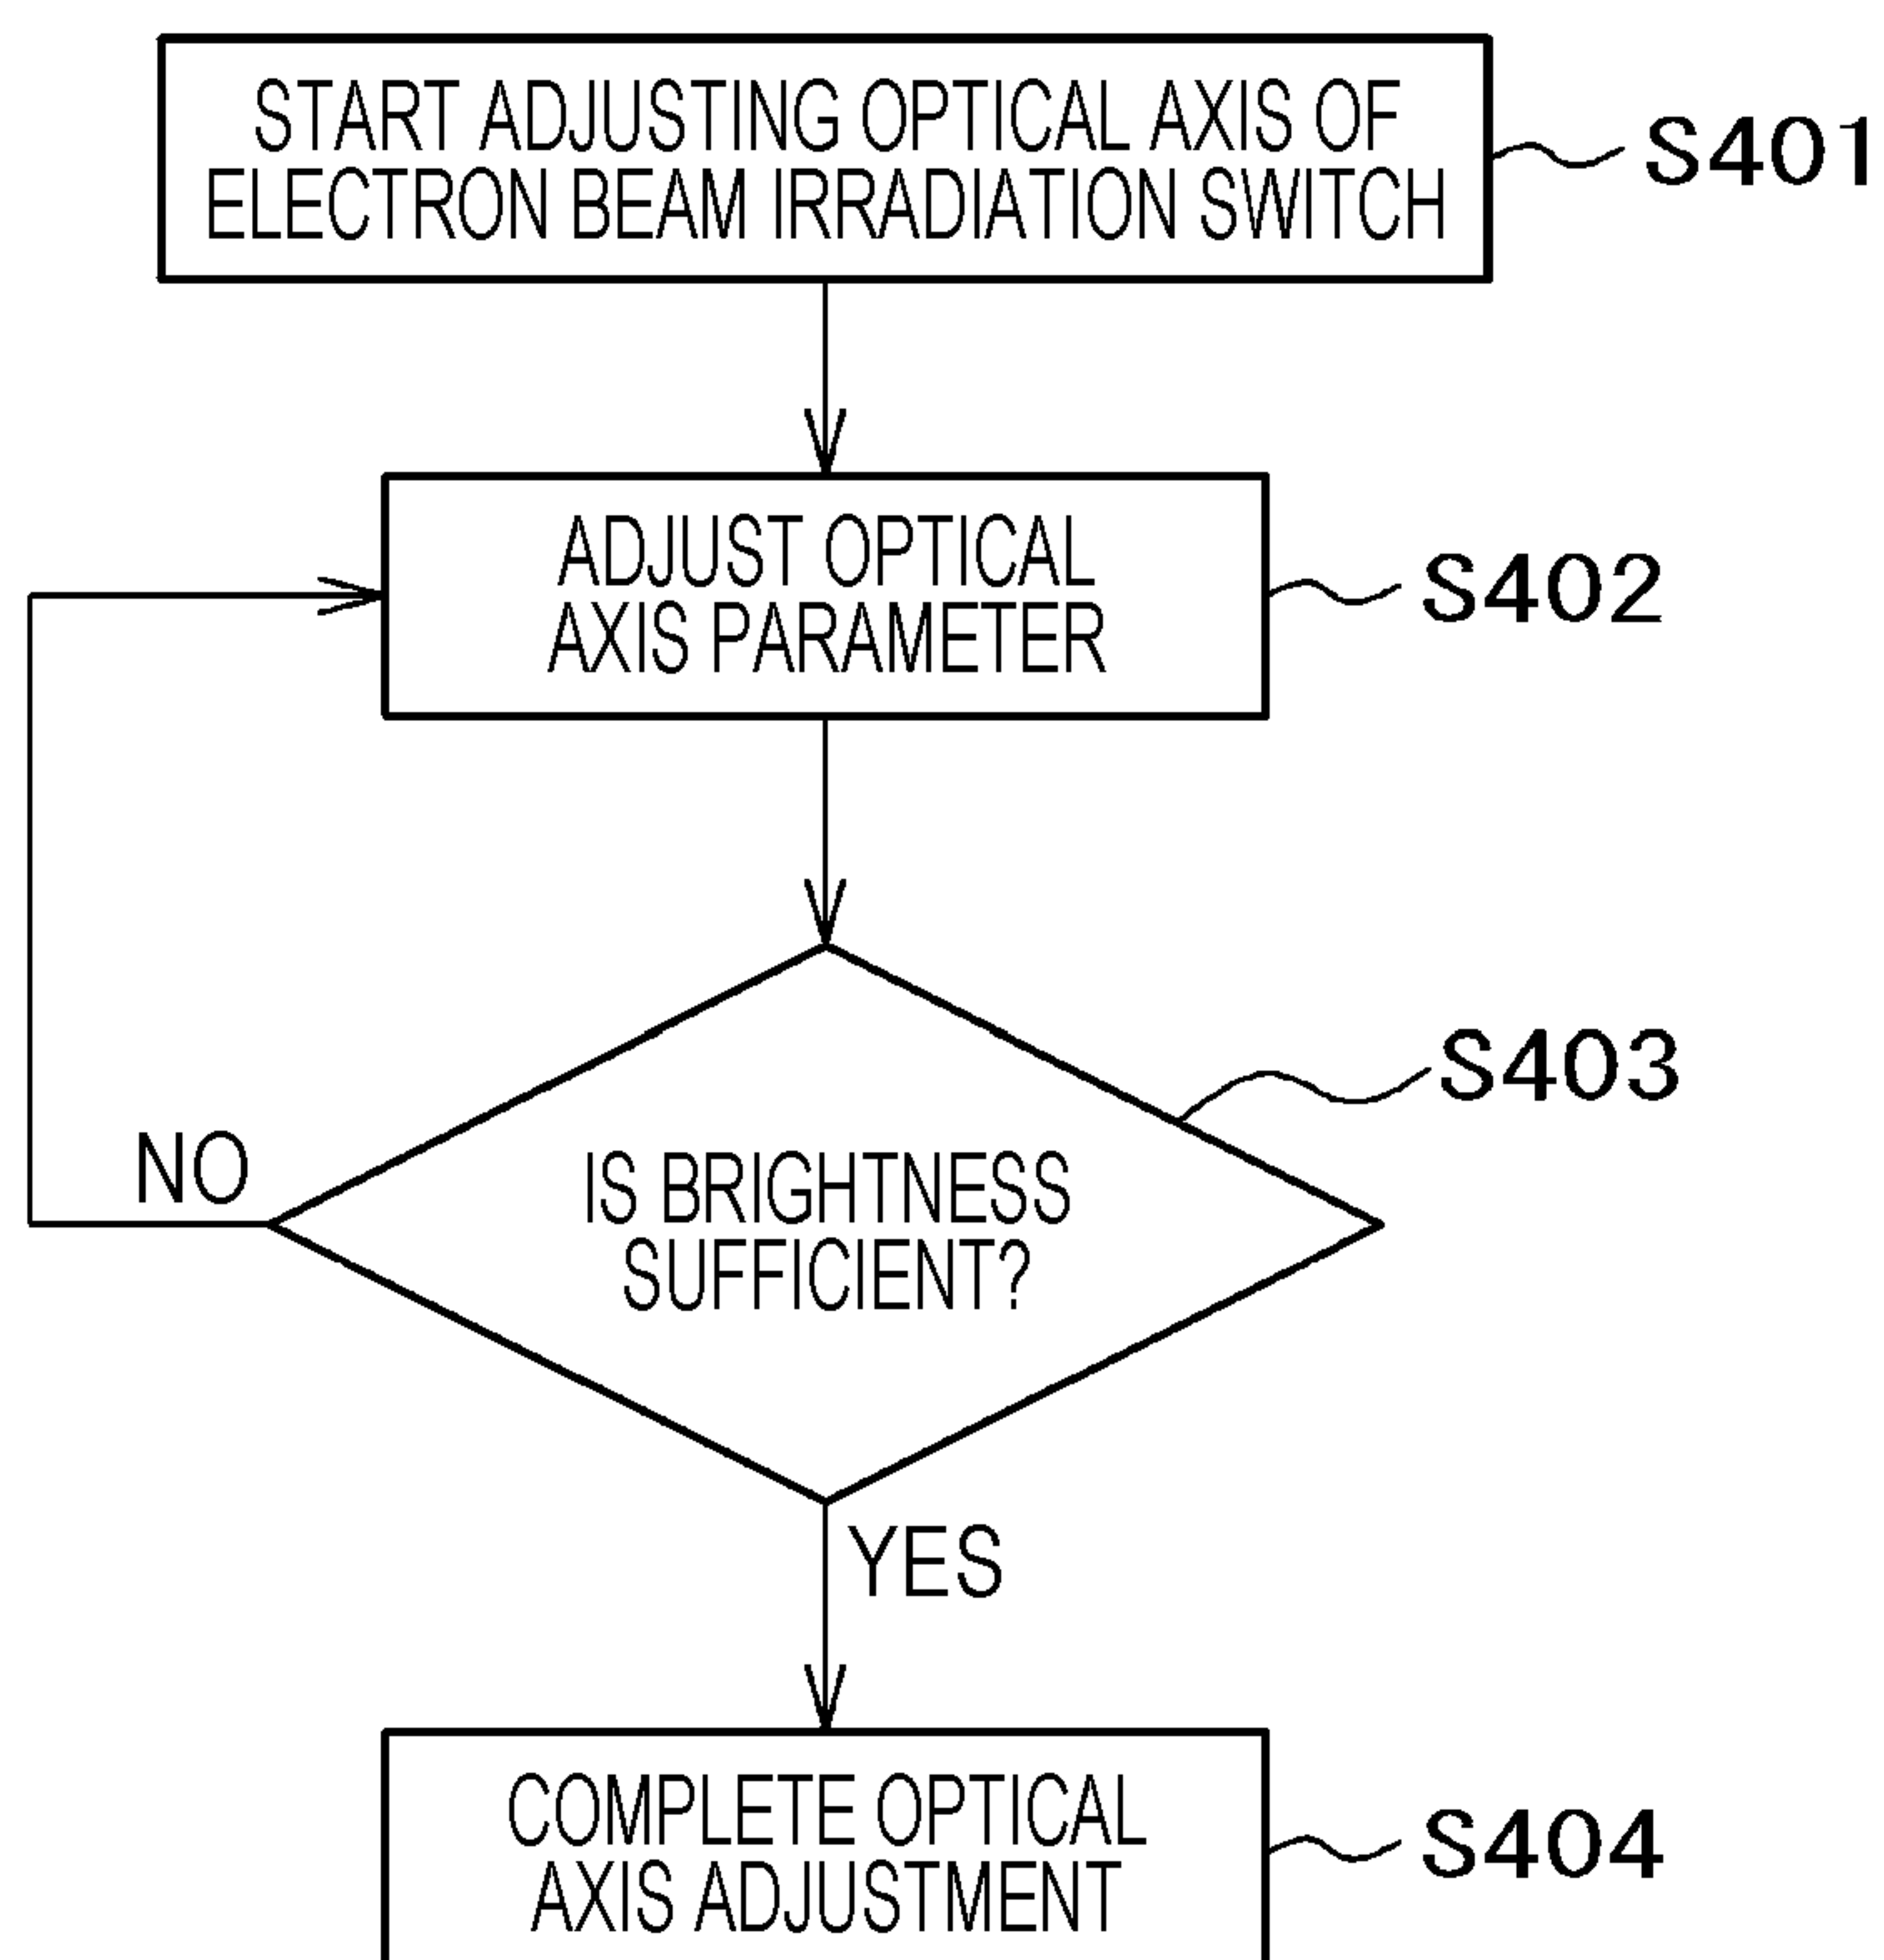 START ADJUSTING OPTICAL AXIS OF
ELECTRON BEAM IRRADIATION SWITCH
S401
ADJUST OPTICAL
AXIS PARAMETER
S402
S403
IS BRIGHTNESS
SUFFICIENT?
NO
YES
COMPLETE OPTICAL
AXIS ADJUSTMENT
S404